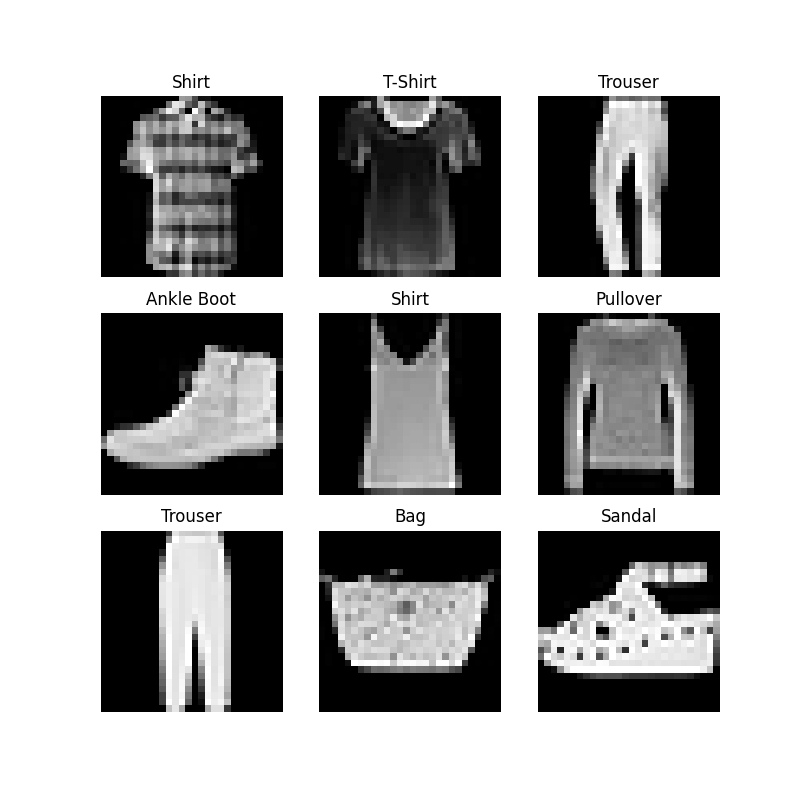 Shirt
T-Shirt
Trouser
Ankle Boot
Shirt
Pullover
Trouser
Bag
Sandal